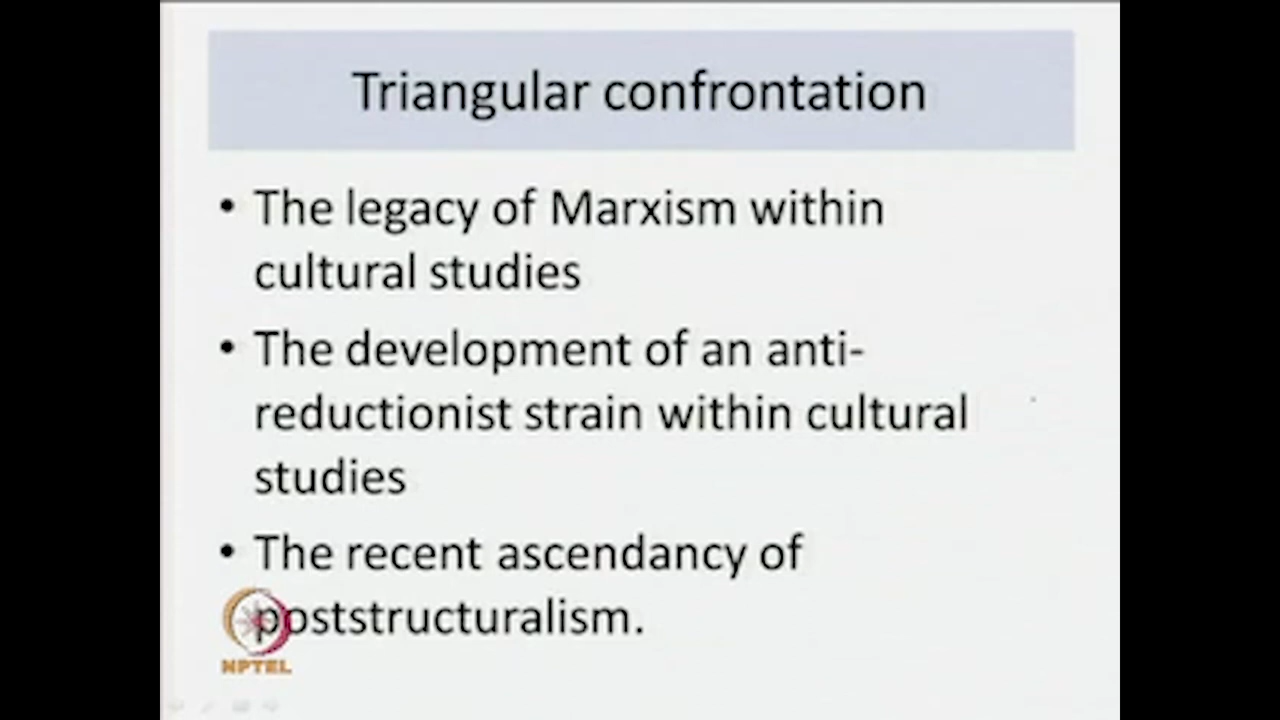 Triangular confrontation
• The legacy of Marxism within
cultural studies
• The development of an anti-
reductionist strain within cultural
studies
• The recent ascendancy of
poststructuralism.
NPTEL